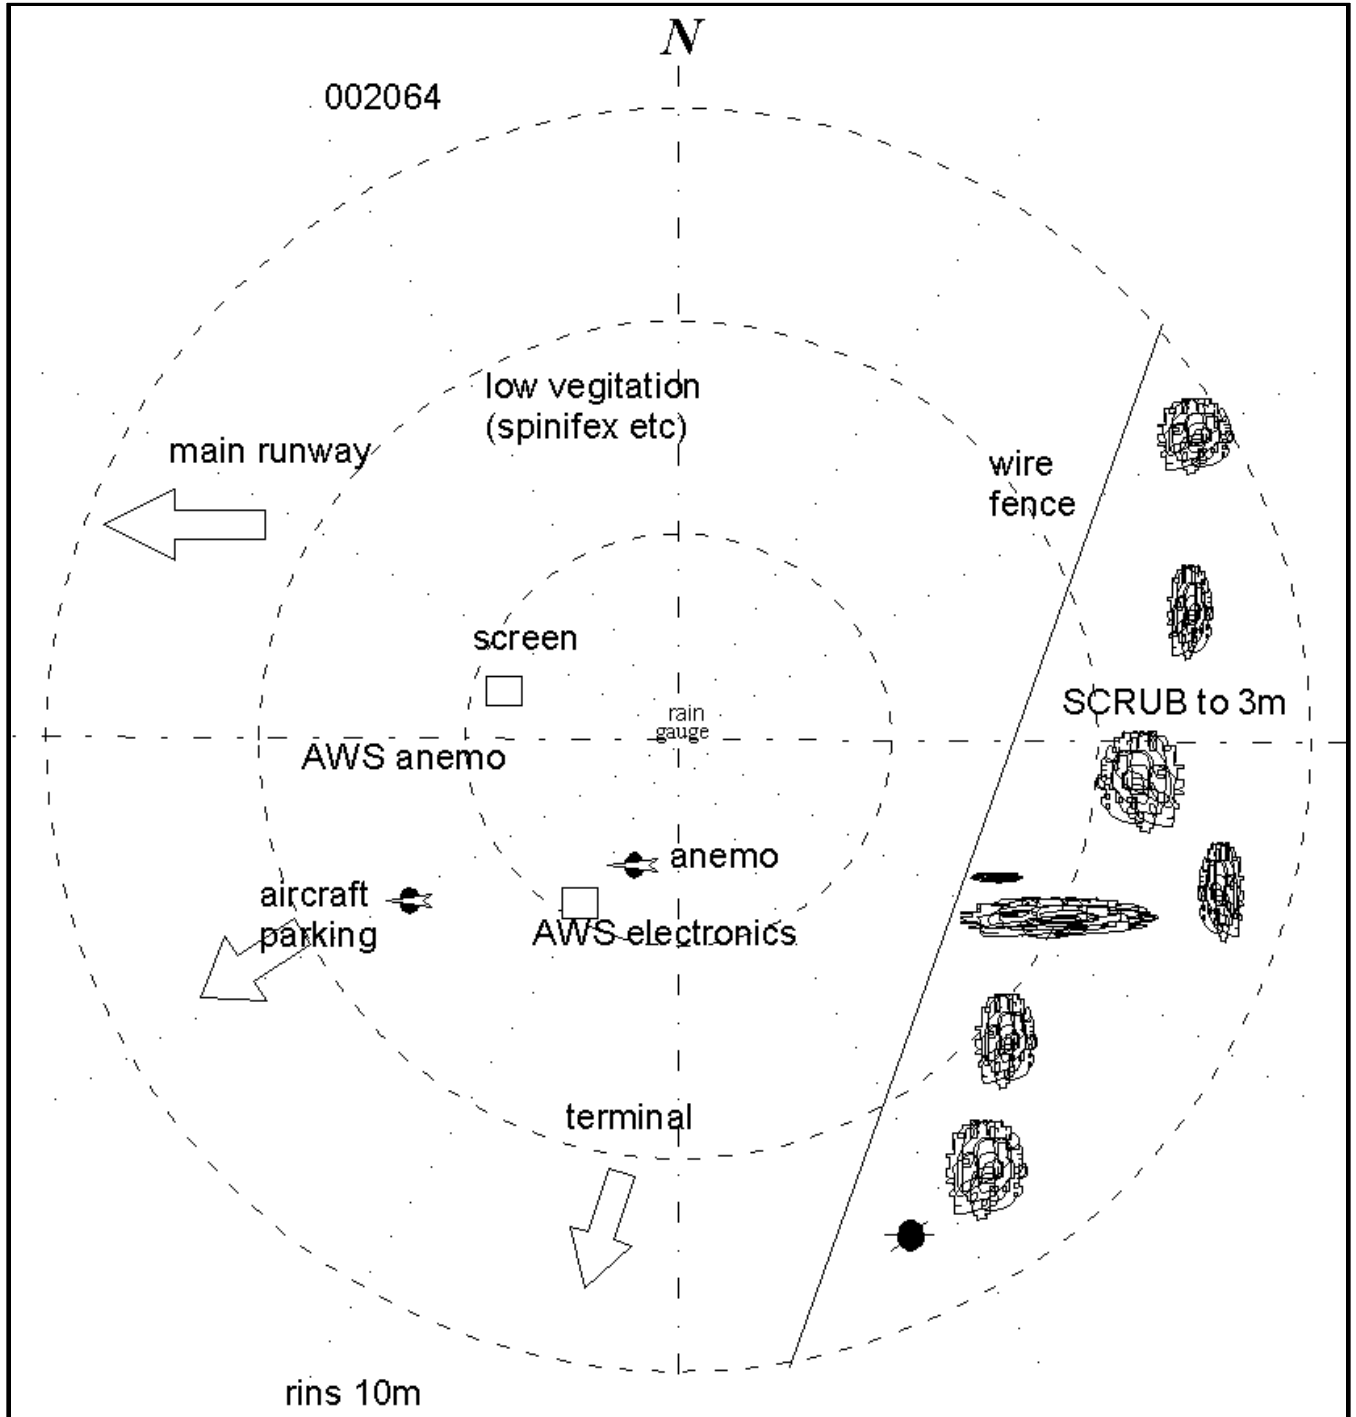 N
002064
low vegitation
(spinifex etc)
main runway
wire
fence
screen
SCRUB to 3m
rain
gauge
AWS anemo
anemo
aircraft
parking
AWS electronics
terminal
rins 10m